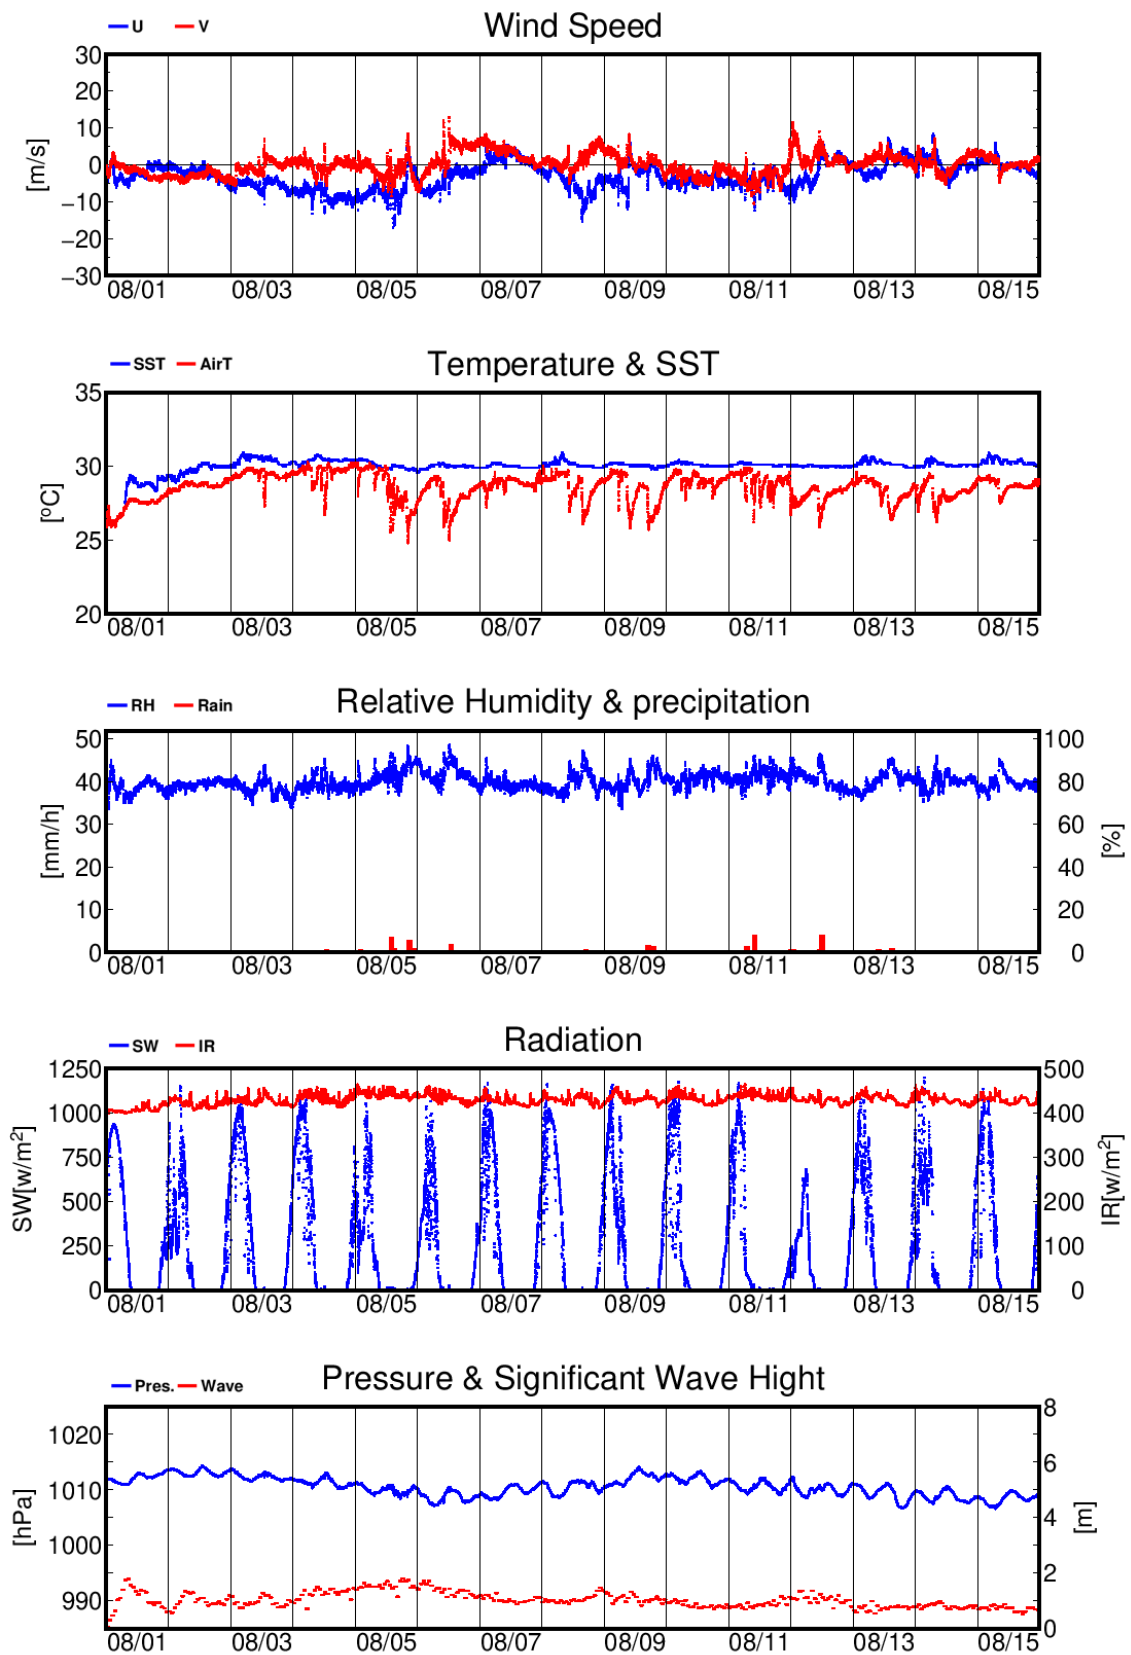 U V Wind Speed
30
20
10
0
−10
−20
−30
[m/s]
08/01 08/03 08/05 08/07 08/09 08/11 08/13 08/15
SST AirT Temperature & SST
35
30
25
20
[ºC]
08/01 08/03 08/05 08/07 08/09 08/11 08/13 08/15
RH Rain Relative Humidity & precipitation
50 100
40 80
30 60
20 40
10 20
0 0
[mm/h] [%]
08/01 08/03 08/05 08/07 08/09 08/11 08/13 08/15
SW IR Radiation
1250 500
1000 400
750 300
500 200
250 100
0 0
SW[w/m²] IR[w/m²]
08/01 08/03 08/05 08/07 08/09 08/11 08/13 08/15
Pres. Wave Pressure & Significant Wave Hight
8
1020
6
1010
4
1000
2
990
0
[hPa] [m]
08/01 08/03 08/05 08/07 08/09 08/11 08/13 08/15